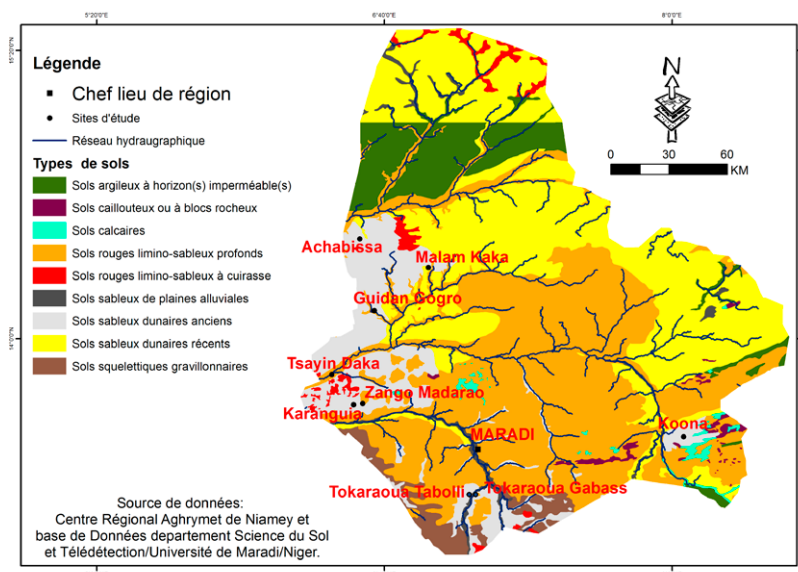 5°20'0"E
6°40'0"E
8°0'0"E
15°20'0"N
14°0'0"N
Légende
Chef lieu de région
Sites d'étude
Réseau hydraugraphique
Types de sols
Sols argileux à horizon(s) imperméable(s)
Sols caillouteux ou à blocs rocheux
Sols calcaires
Sols rouges limino-sableux profonds
Sols rouges limino-sableux à cuirasse
Sols sableux de plaines alluviales
Sols sableux dunaires anciens
Sols sableux dunaires récents
Sols squelettiques gravillonnaires
N
0 30 60
KM
Achabissa
Malam Kaka
Guidan Gogro
Tsayin Daka
Zango Madarao
Karanguia
MARADI
Koona
Tokaraoua Tabolli
Tokaraoua Gabass
Source de données:
Centre Régional Aghrymet de Niamey et
base de Données departement Science du Sol
et Télédétection/Université de Maradi/Niger.